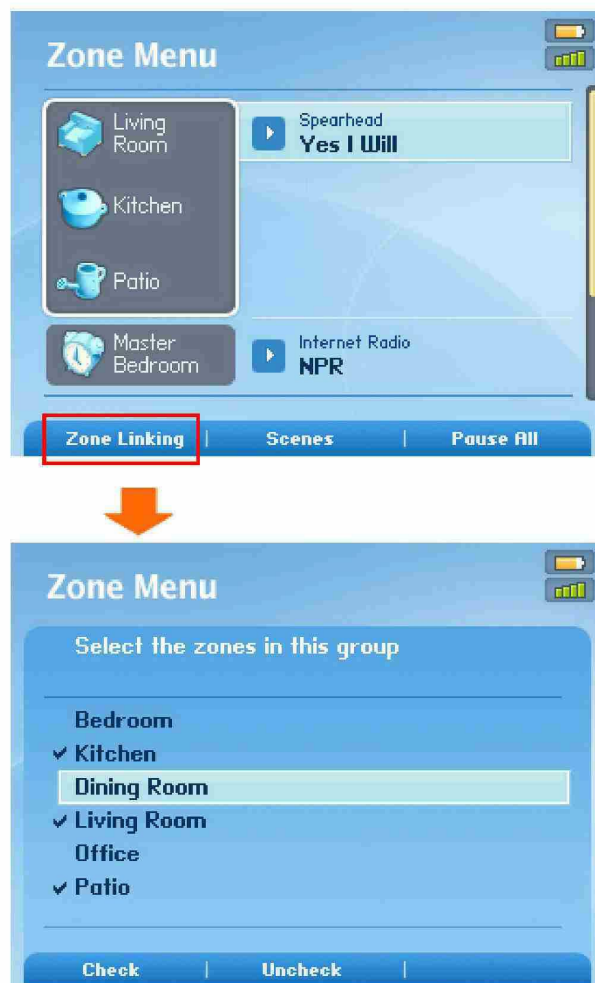 Zone Menu
Living
Room
Spearhead
Yes I Will
Kitchen
Patio
Master
Bedroom
Internet Radio
NPR
Zone Linking | Scenes | Pause All
Zone Menu
Select the zones in this group
Bedroom
✓ Kitchen
Dining Room
✓ Living Room
Office
✓ Patio
Check | Uncheck |